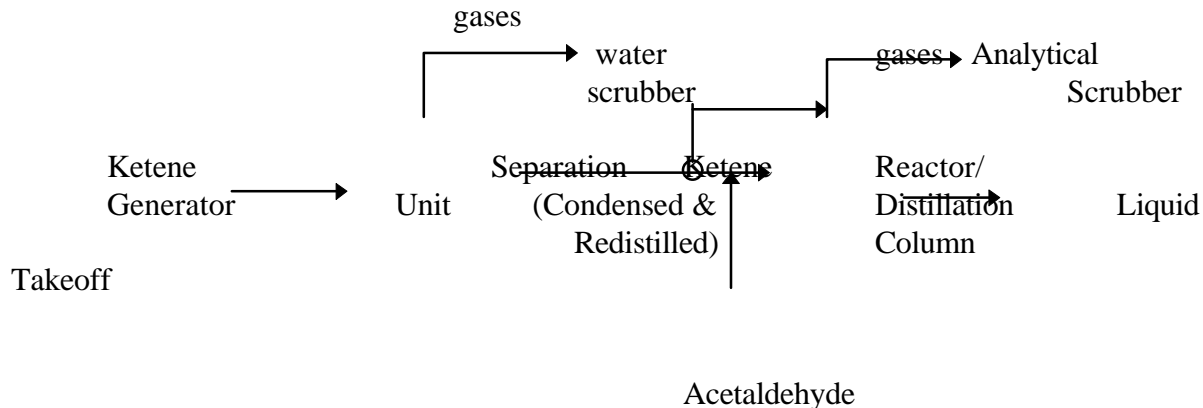 gases
water gases Analytical
scrubber Scrubber
Ketene Separation Ketene Reactor/
Generator Unit (Condensed & Distillation Liquid
Redistilled) Column
Takeoff
Acetaldehyde